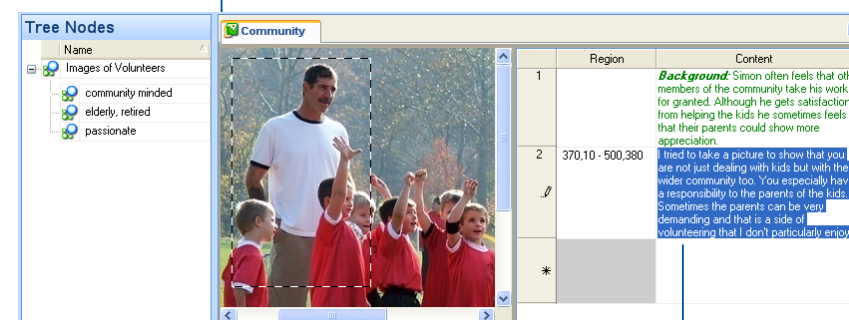 Tree Nodes
Name
Images of Volunteers
community minded
elderly, retired
passionate
Community
Region
Content
1
Background: Simon often feels that
members of the community take his work
for granted. Although he gets satisfaction
from helping the kids he sometimes feels
that their parents could show more
appreciation.
2
370,10 - 500,380
I tried to take a picture to show that you
are not just dealing with kids but with the
wider community too. You especially
a responsibility to the parents of the kids.
Sometimes the parents can be very
demanding and that is a side of
volunteering that I don't particularly enjoy